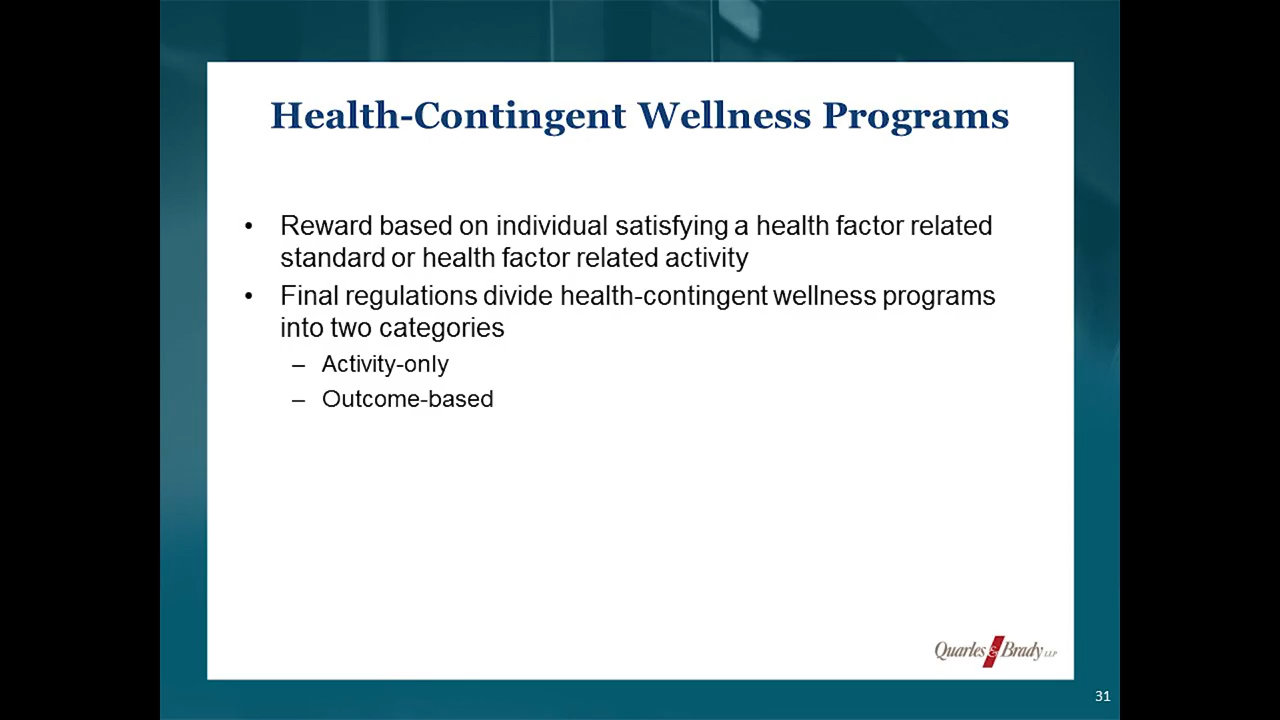 Health-Contingent Wellness Programs
• Reward based on individual satisfying a health factor related
standard or health factor related activity
• Final regulations divide health-contingent wellness programs
into two categories
– Activity-only
– Outcome-based
Quarles & Brady LLP
31